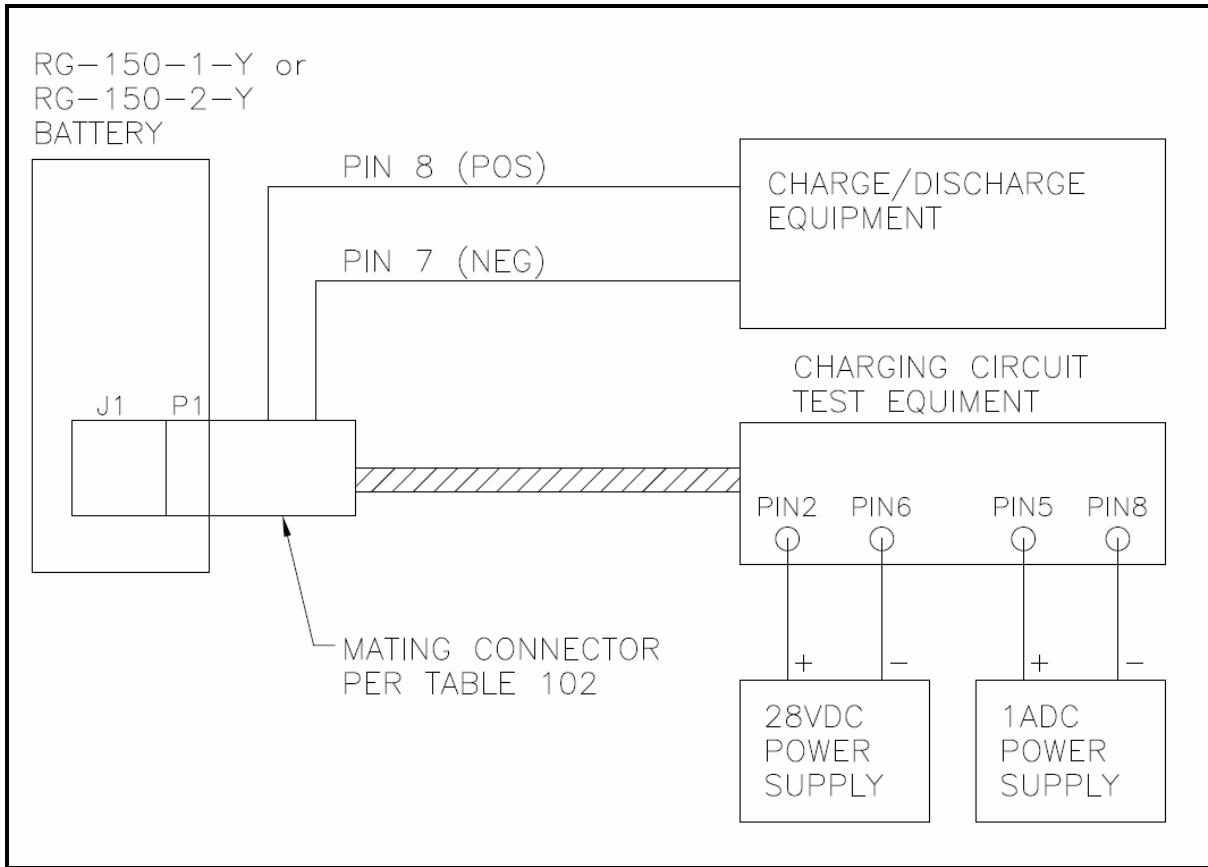 RG-150-1-Y or
RG-150-2-Y
BATTERY
PIN 8 (POS)
PIN 7 (NEG)
CHARGE/DISCHARGE
EQUIPMENT
J1 P1
CHARGING CIRCUIT
TEST EQUIMENT
PIN2 PIN6 PIN5 PIN8
MATING CONNECTOR
PER TABLE 102
+ - + -
28VDC
POWER
SUPPLY
1ADC
POWER
SUPPLY